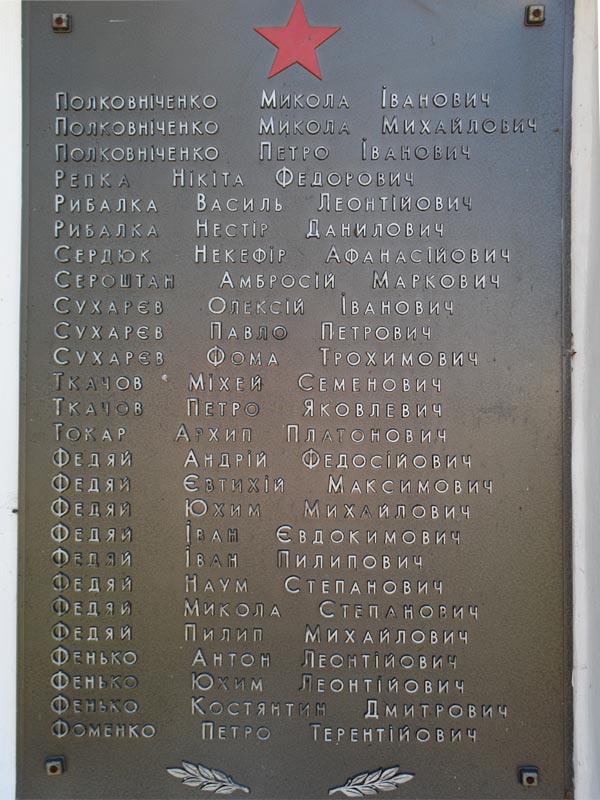 Полковніченко Микола Іванович
Полковніченко Микола Михайлович
Полковніченко Петро Іванович
Репка Нікіта Федорович
Рибалка Василь Леонтійович
Рибалка Нестір Данилович
Сердюк Некефір Афанасійович
Сероштан Амбросій Маркович
Сухарєв Олексій Іванович
Сухарєв Павло Петрович
Сухарєв Фома Трохимович
Ткачов Міхей Семенович
Ткачов Петро Яковлевич
Токар Архип Платонович
Федяй Андрій Федосійович
Федяй Євтихій Максимович
Федяй Юхим Михайлович
Федяй Іван Євдокимович
Федяй Іван Пилипович
Федяй Наум Степанович
Федяй Микола Степанович
Федяй Пилип Михайлович
Фенько Антон Леонтійович
Фенько Юхим Леонтійович
Фенько Костянтин Дмитрович
Фоменко Петро Терентійович